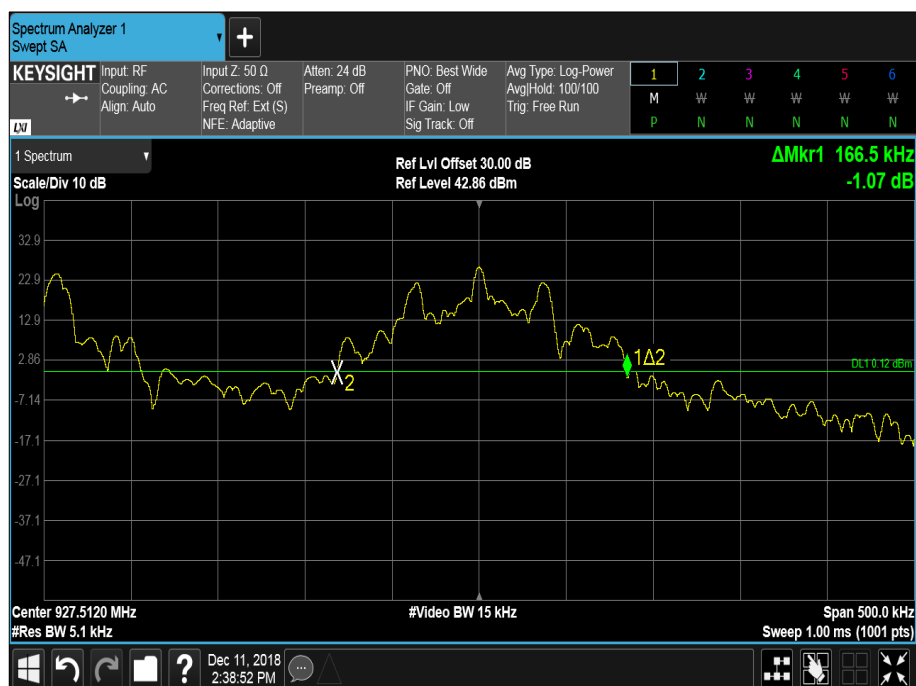 Spectrum Analyzer 1
Swept SA
+
KEYSIGHT
LXI
Input: RF
Coupling: AC
Align: Auto
Input Z: 50 Ω
Corrections: Off
Freq Ref: Ext (S)
NFE: Adaptive
Atten: 24 dB
Preamp: Off
PNO: Best Wide
Gate: Off
IF Gain: Low
Sig Track: Off
Avg Type: Log-Power
Avg|Hold: 100/100
Trig: Free Run
1 2 3 4 5 6
M W W W W W
P N N N N N
1 Spectrum
Scale/Div 10 dB
Log
Ref Lvl Offset 30.00 dB
Ref Level 42.86 dBm
ΔMkr1 166.5 kHz
-1.07 dB
32.9
22.9
12.9
2.86
-7.14
-17.1
-27.1
-37.1
-47.1
2
1Δ2
DL1 0.12 dBm
Center 927.5120 MHz
#Res BW 5.1 kHz
#Video BW 15 kHz
Span 500.0 kHz
Sweep 1.00 ms (1001 pts)
?
Dec 11, 2018
2:38:52 PM